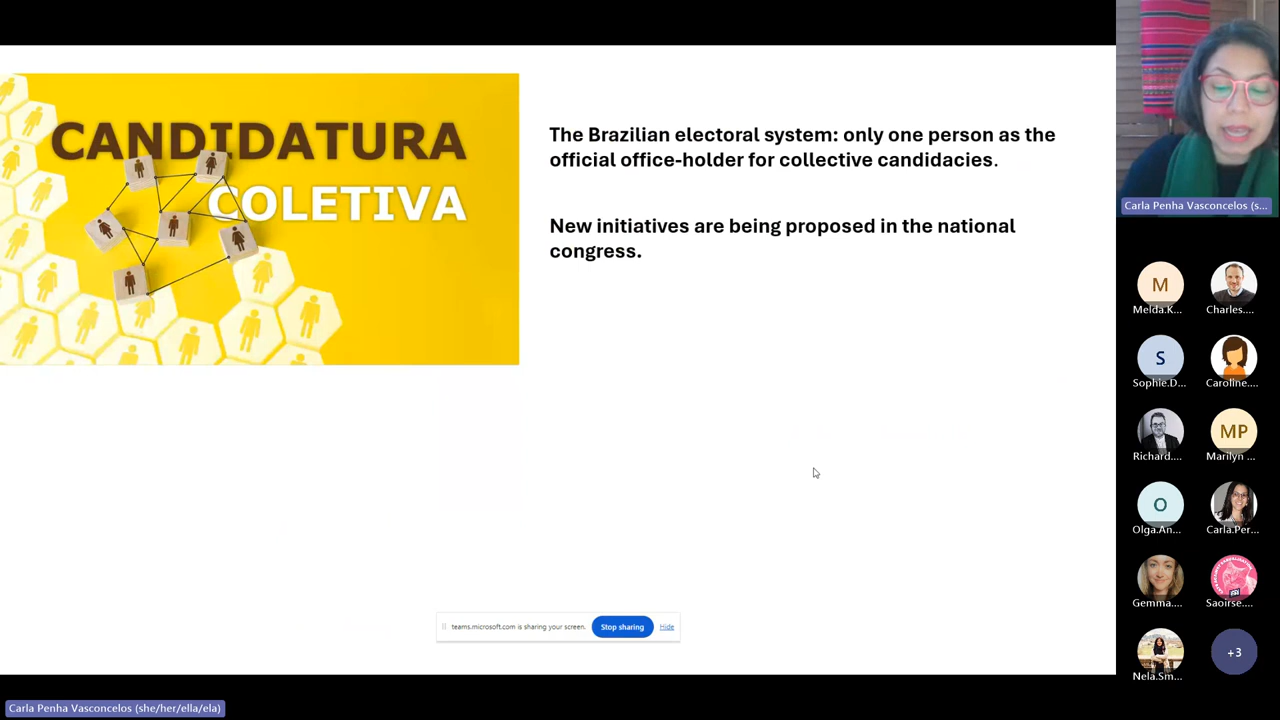 CANDIDATURA
COLETIVA
The Brazilian electoral system: only one person as the
official office-holder for collective candidacies.
New initiatives are being proposed in the national
congress.
teams.microsoft.com is sharing your screen.
Stop sharing
Hide
Carla Penha Vasconcelos (s...
M
Melda.K...
Charles....
S
Sophie.D...
Caroline....
Richard....
MP
Marilyn ...
O
Olga.An...
Carla.Per...
Gemma....
Saoirse....
Nela.Sm...
+3
Carla Penha Vasconcelos (she/her/ella/ela)